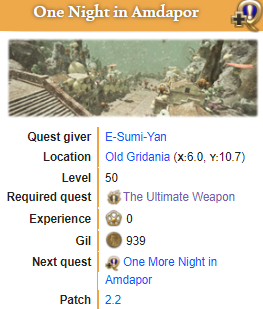 One Night in Amdapor
Quest giver E-Sumi-Yan
Location Old Gridania (X:6.0, Y:10.7)
Level 50
Required quest The Ultimate Weapon
Experience 0
Gil 939
Next quest One More Night in
Amdapor
Patch 2.2